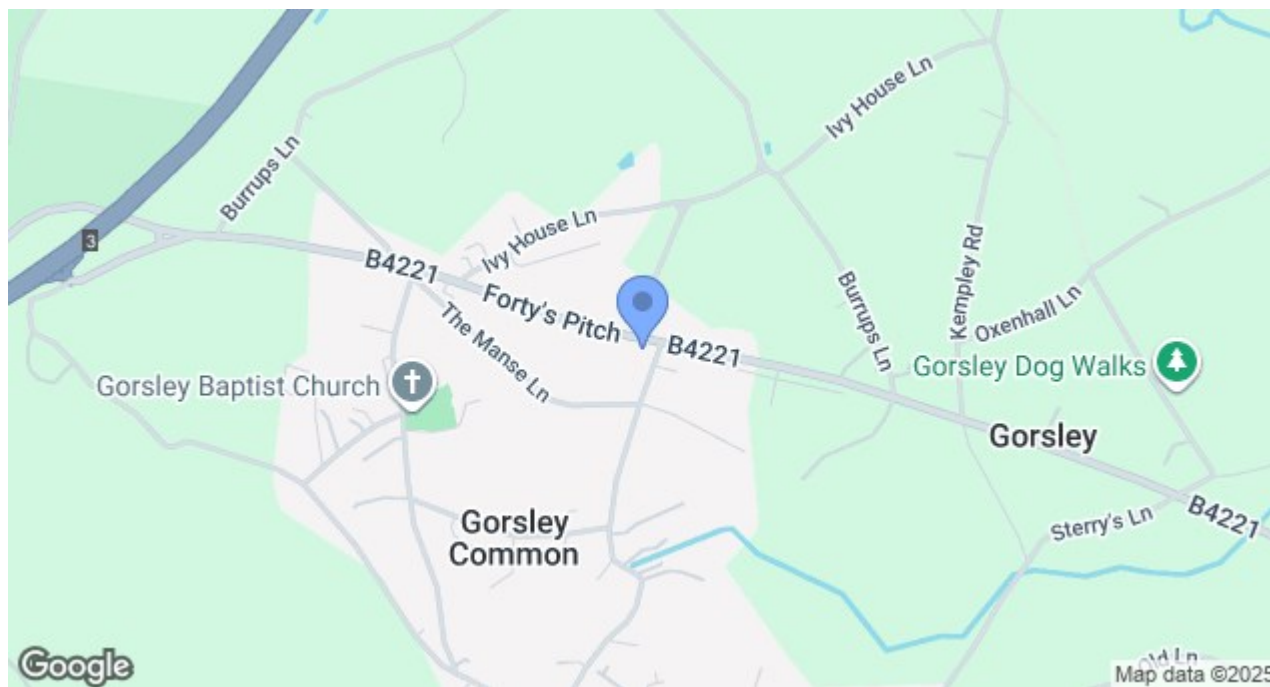 Ivy House Ln
Burrups Ln
3
Ivy House Ln
B4221
Kempley Rd
Forty's Pitch
Burrups Ln
Oxenhall Ln
The Manse Ln
B4221
Gorsley Dog Walks
Gorsley Baptist Church
Gorsley
Gorsley
Common
Sterry's Ln
B4221
Old Ln
Google
Map data ©2025